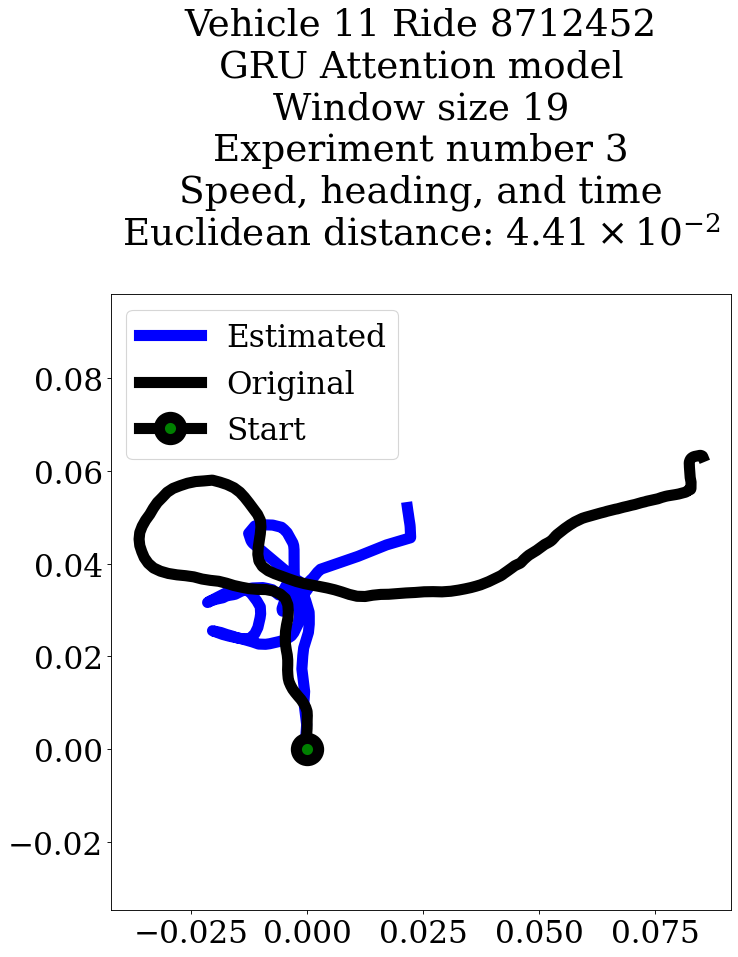 Vehicle 11 Ride 8712452
GRU Attention model
Window size 19
Experiment number 3
Speed, heading, and time
Euclidean distance: 4.41 × 10⁻²
Estimated
Original
Start
0.08
0.06
0.04
0.02
0.00
−0.02
−0.025 0.000 0.025 0.050 0.075